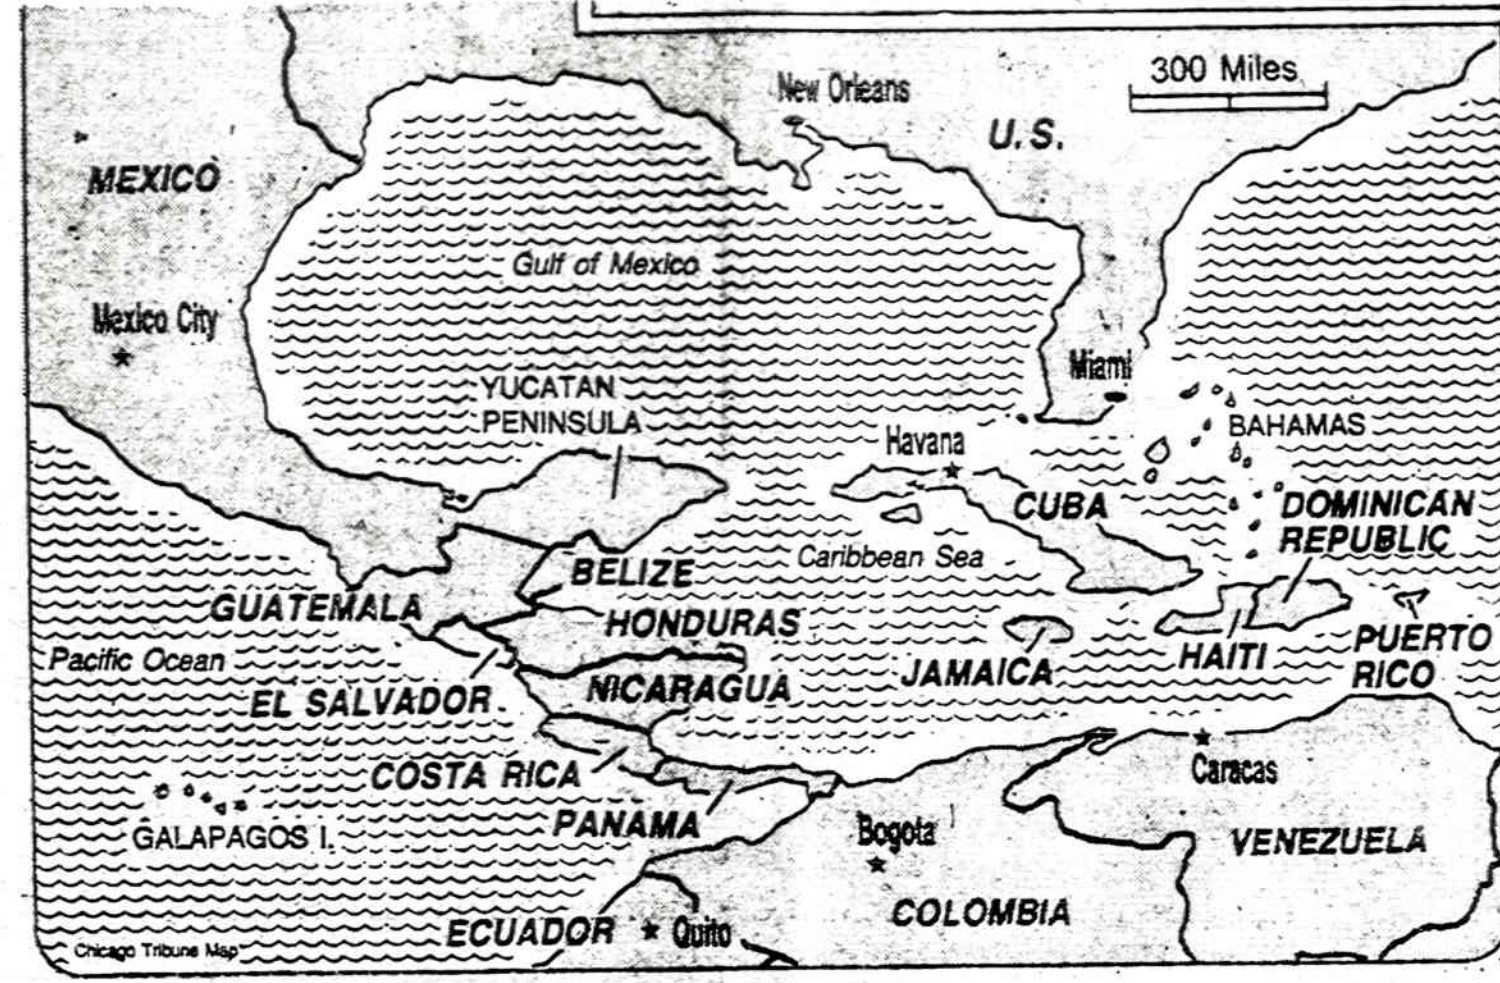 New Orleans
300 Miles
U.S.
MEXICO
Gulf of Mexico
Mexico City
Miami
YUCATAN
PENINSULA
BAHAMAS
Havana
CUBA
DOMINICAN
REPUBLIC
Caribbean Sea
BELIZE
GUATEMALA
HONDURAS
PUERTO
RICO
Pacific Ocean
HAITI
JAMAICA
EL SALVADOR
NICARAGUA
COSTA RICA
Caracas
PANAMA
Bogota
GALAPAGOS I.
VENEZUELA
COLOMBIA
ECUADOR
Quito
Chicago Tribune Map